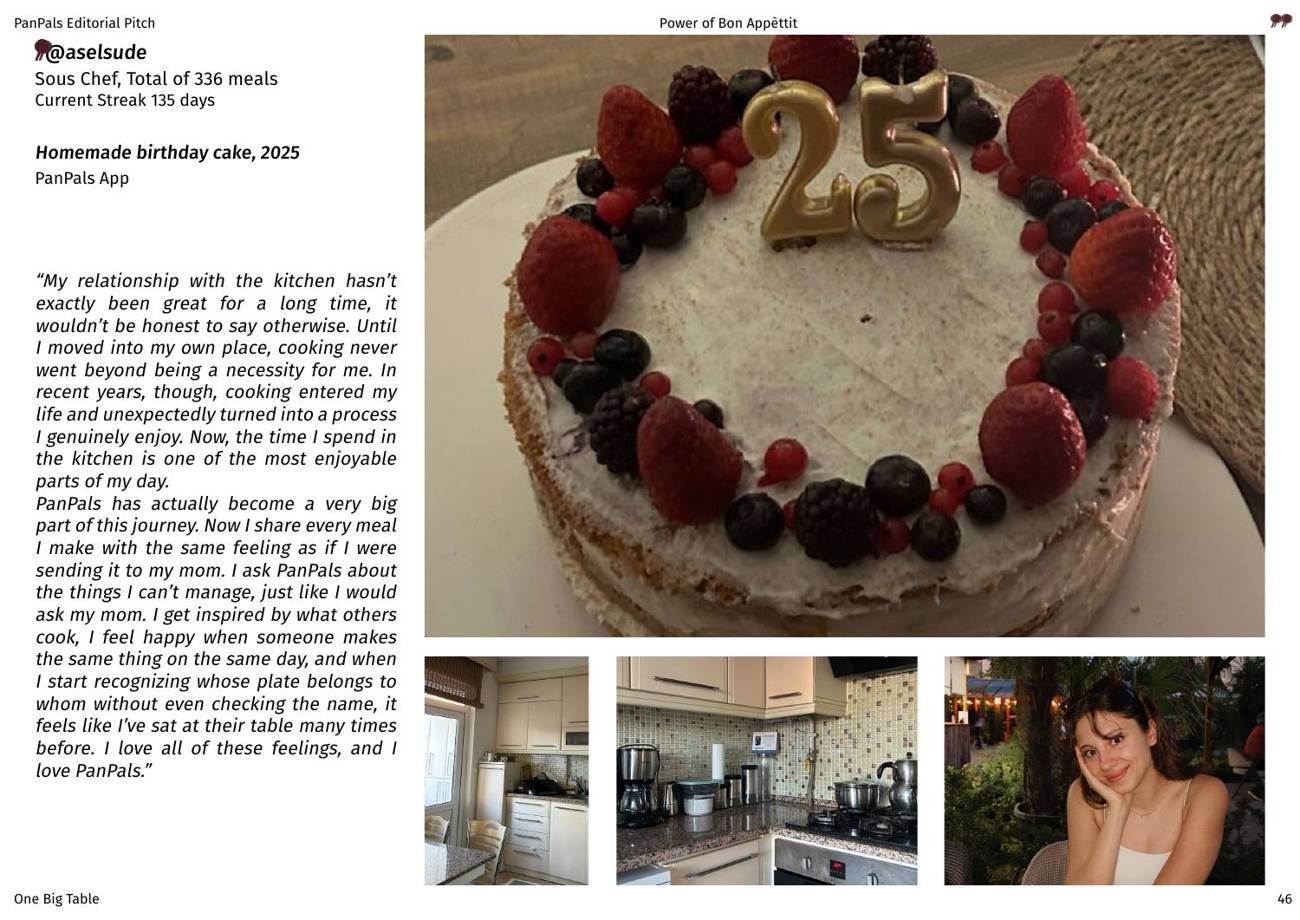 PanPals Editorial Pitch
Power of Bon Appèttit
@aselsude
Sous Chef, Total of 336 meals
Current Streak 135 days
Homemade birthday cake, 2025
PanPals App
“My relationship with the kitchen hasn’t
exactly been great for a long time, it
wouldn’t be honest to say otherwise. Until
I moved into my own place, cooking never
went beyond being a necessity for me. In
recent years, though, cooking entered my
life and unexpectedly turned into a process
I genuinely enjoy. Now, the time I spend in
the kitchen is one of the most enjoyable
parts of my day.
PanPals has actually become a very big
part of this journey. Now I share every meal
I make with the same feeling as if I were
sending it to my mom. I ask PanPals about
the things I can’t manage, just like I would
ask my mom. I get inspired by what others
cook, I feel happy when someone makes
the same thing on the same day, and when
I start recognizing whose plate belongs to
whom without even checking the name, it
feels like I’ve sat at their table many times
before. I love all of these feelings, and I
love PanPals.”
25
One Big Table
46